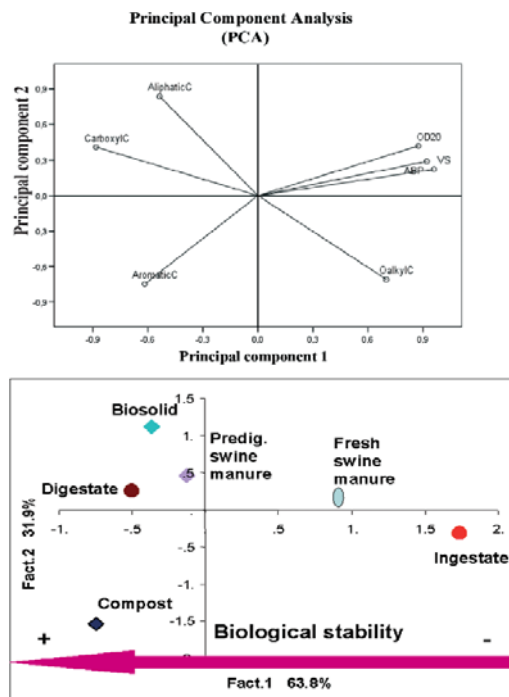 Principal Component Analysis
(PCA)
Principal component 2
0,9
0,6
0,3
0,0
-0,3
-0,6
-0,9
AliphaticC
CarboxylC
OD20
VS
ABP
AromaticC
OalkylC
-0.9 -0.6 -0.3 0.0 0.3 0.6 0.9
Principal component 1
1.5
Biosolid
1.
Predig.
swine
manure
Fresh
swine
manure
.5
Digestate
-1. -.5 .5 1. 1.5 2.
Fact.2 31.9%
-.5
Ingestate
-1.
Compost
-1.5
+ Biological stability -
-2.
Fact.1 63.8%